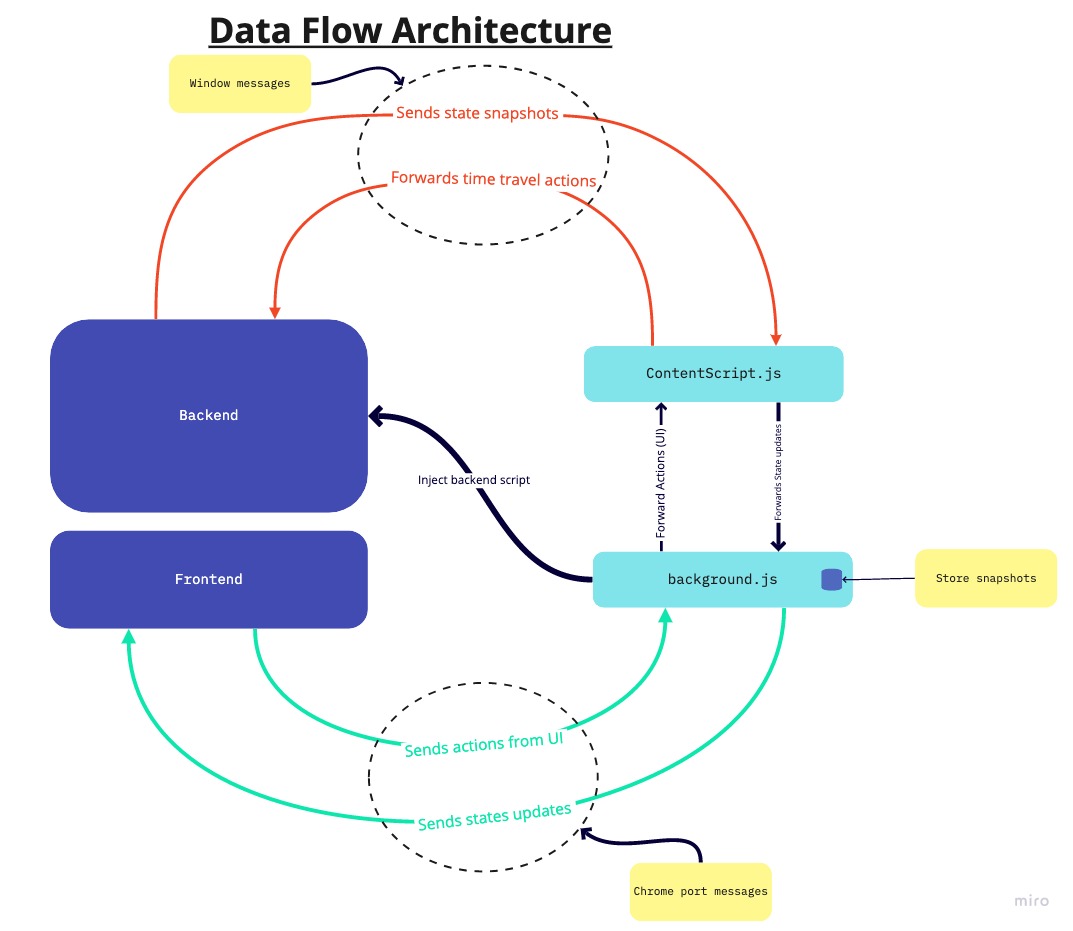 Data Flow Architecture
Window messages
Sends state snapshots
Forwards time travel actions
Backend
ContentScript.js
Forward Actions (UI)
Forwards State updates
Inject backend script
Frontend
background.js
Store snapshots
Sends actions from UI
Sends states updates
Chrome port messages
miro